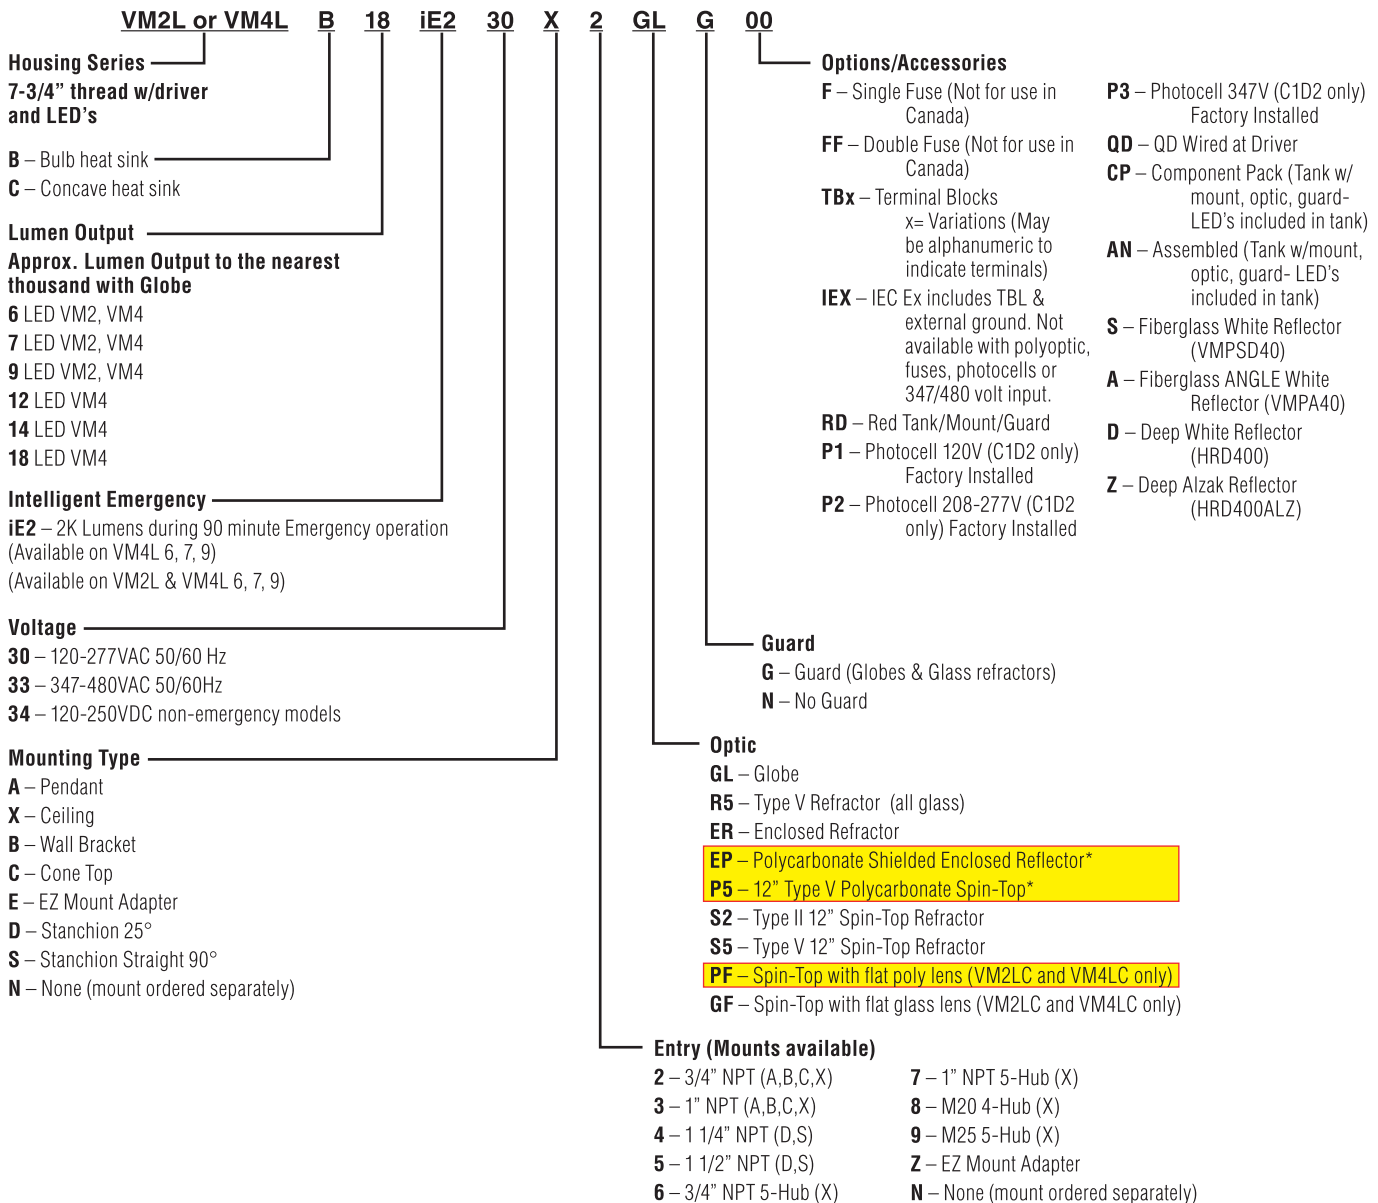 VM2L or VM4L B 18 iE2 30 X 2 GL G 00
Housing Series
7-3/4” thread w/driver
and LED’s
B – Bulb heat sink
C – Concave heat sink
Lumen Output
Approx. Lumen Output to the nearest
thousand with Globe
6 LED VM2, VM4
7 LED VM2, VM4
9 LED VM2, VM4
12 LED VM4
14 LED VM4
18 LED VM4
Intelligent Emergency
iE2 – 2K Lumens during 90 minute Emergency operation
(Available on VM4L 6, 7, 9)
(Available on VM2L & VM4L 6, 7, 9)
Voltage
30 – 120-277VAC 50/60 Hz
33 – 347-480VAC 50/60Hz
34 – 120-250VDC non-emergency models
Mounting Type
A – Pendant
X – Ceiling
B – Wall Bracket
C – Cone Top
E – EZ Mount Adapter
D – Stanchion 25°
S – Stanchion Straight 90°
N – None (mount ordered separately)
Options/Accessories
F – Single Fuse (Not for use in
Canada)
FF – Double Fuse (Not for use in
Canada)
TBx – Terminal Blocks
x= Variations (May
be alphanumeric to
indicate terminals)
IEX – IEC Ex includes TBL &
external ground. Not
available with polyoptic,
fuses, photocells or
347/480 volt input.
RD – Red Tank/Mount/Guard
P1 – Photocell 120V (C1D2 only)
Factory Installed
P2 – Photocell 208-277V (C1D2
only) Factory Installed
P3 – Photocell 347V (C1D2 only)
Factory Installed
QD – QD Wired at Driver
CP – Component Pack (Tank w/
mount, optic, guard-
LED’s included in tank)
AN – Assembled (Tank w/mount,
optic, guard- LED’s
included in tank)
S – Fiberglass White Reflector
(VMPSD40)
A – Fiberglass ANGLE White
Reflector (VMPA40)
D – Deep White Reflector
(HRD400)
Z – Deep Alzak Reflector
(HRD400ALZ)
Guard
G – Guard (Globes & Glass refractors)
N – No Guard
Optic
GL – Globe
R5 – Type V Refractor (all glass)
ER – Enclosed Refractor
EP – Polycarbonate Shielded Enclosed Reflector*
P5 – 12” Type V Polycarbonate Spin-Top*
S2 – Type II 12” Spin-Top Refractor
S5 – Type V 12” Spin-Top Refractor
PF – Spin-Top with flat poly lens (VM2LC and VM4LC only)
GF – Spin-Top with flat glass lens (VM2LC and VM4LC only)
Entry (Mounts available)
2 – 3/4” NPT (A,B,C,X)
3 – 1” NPT (A,B,C,X)
4 – 1 1/4” NPT (D,S)
5 – 1 1/2” NPT (D,S)
6 – 3/4” NPT 5-Hub (X)
7 – 1” NPT 5-Hub (X)
8 – M20 4-Hub (X)
9 – M25 5-Hub (X)
Z – EZ Mount Adapter
N – None (mount ordered separately)